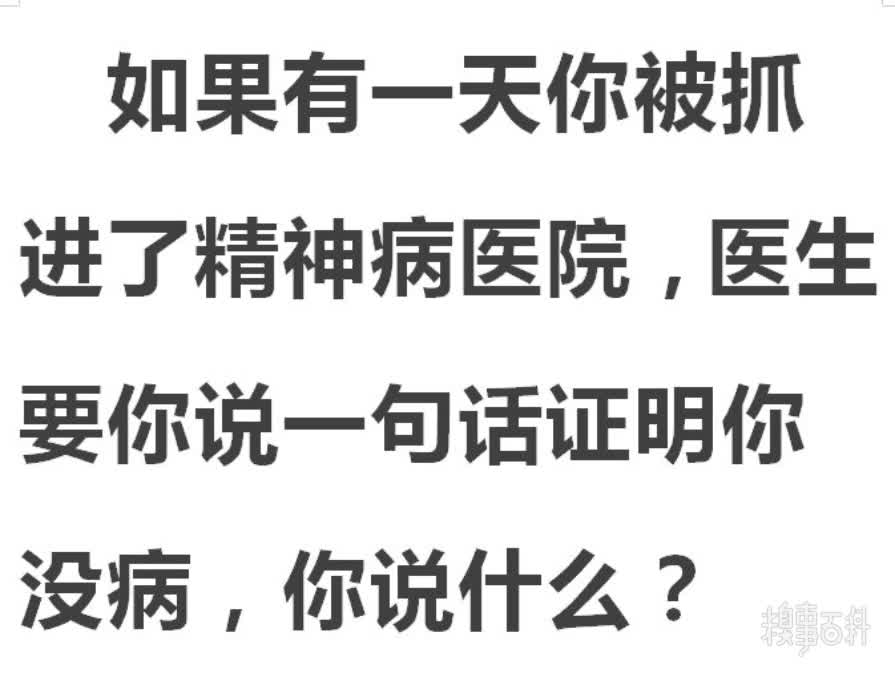 如果有一天你被抓
进了精神病医院，医生
要你说一句话证明你
没病，你说什么？
糗事百科